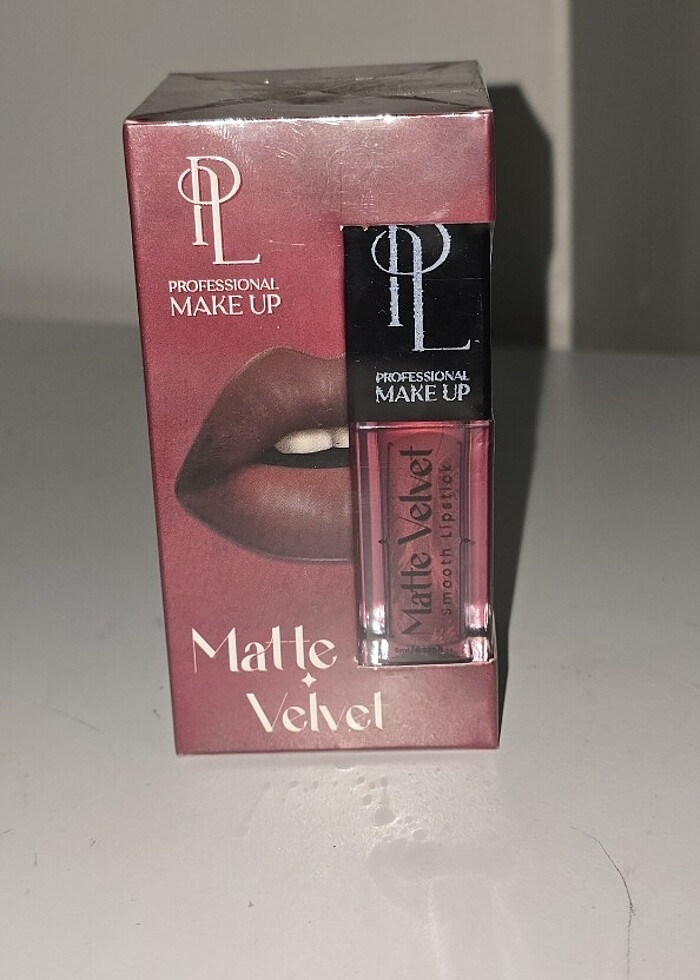 PL
PROFESSIONAL
MAKE UP
Matte
Velvet
PL
PROFESSIONAL
MAKE UP
Matte Velvet
Smooth Lipstick